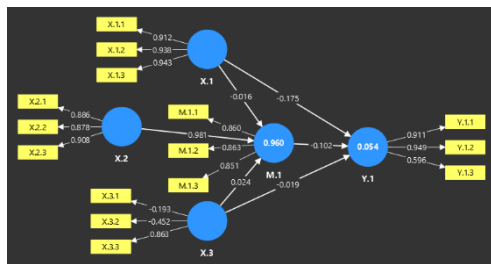 X.1.1
0.912
X.1.2
0.938
X.1.3
0.943
X.1
-0.016
-0.175
X.2.1
0.886
X.2.2
0.878
X.2.3
0.908
X.2
0.981
M.1.1
0.860
M.1.2
0.863
M.1.3
0.851
0.960
M.1
-0.102
0.054
Y.1
0.911
Y.1.1
0.949
Y.1.2
0.596
Y.1.3
0.024
-0.019
X.3.1
-0.193
X.3.2
-0.452
X.3.3
0.863
X.3